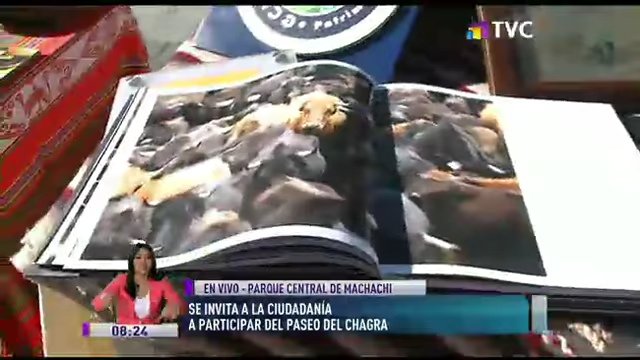 TVC
EN VIVO - PARQUE CENTRAL DE MACHACHI
SE INVITA A LA CIUDADANÍA
A PARTICIPAR DEL PASEO DEL CHAGRA
08:24